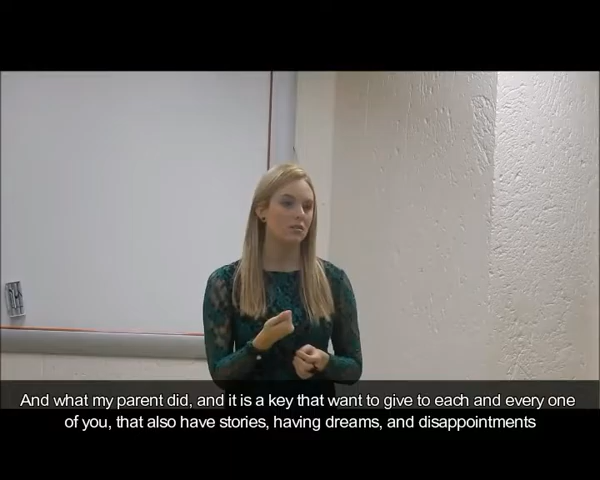 And what my parent did, and it is a key that want to give to each and every one
of you, that also have stories, having dreams, and disappointments